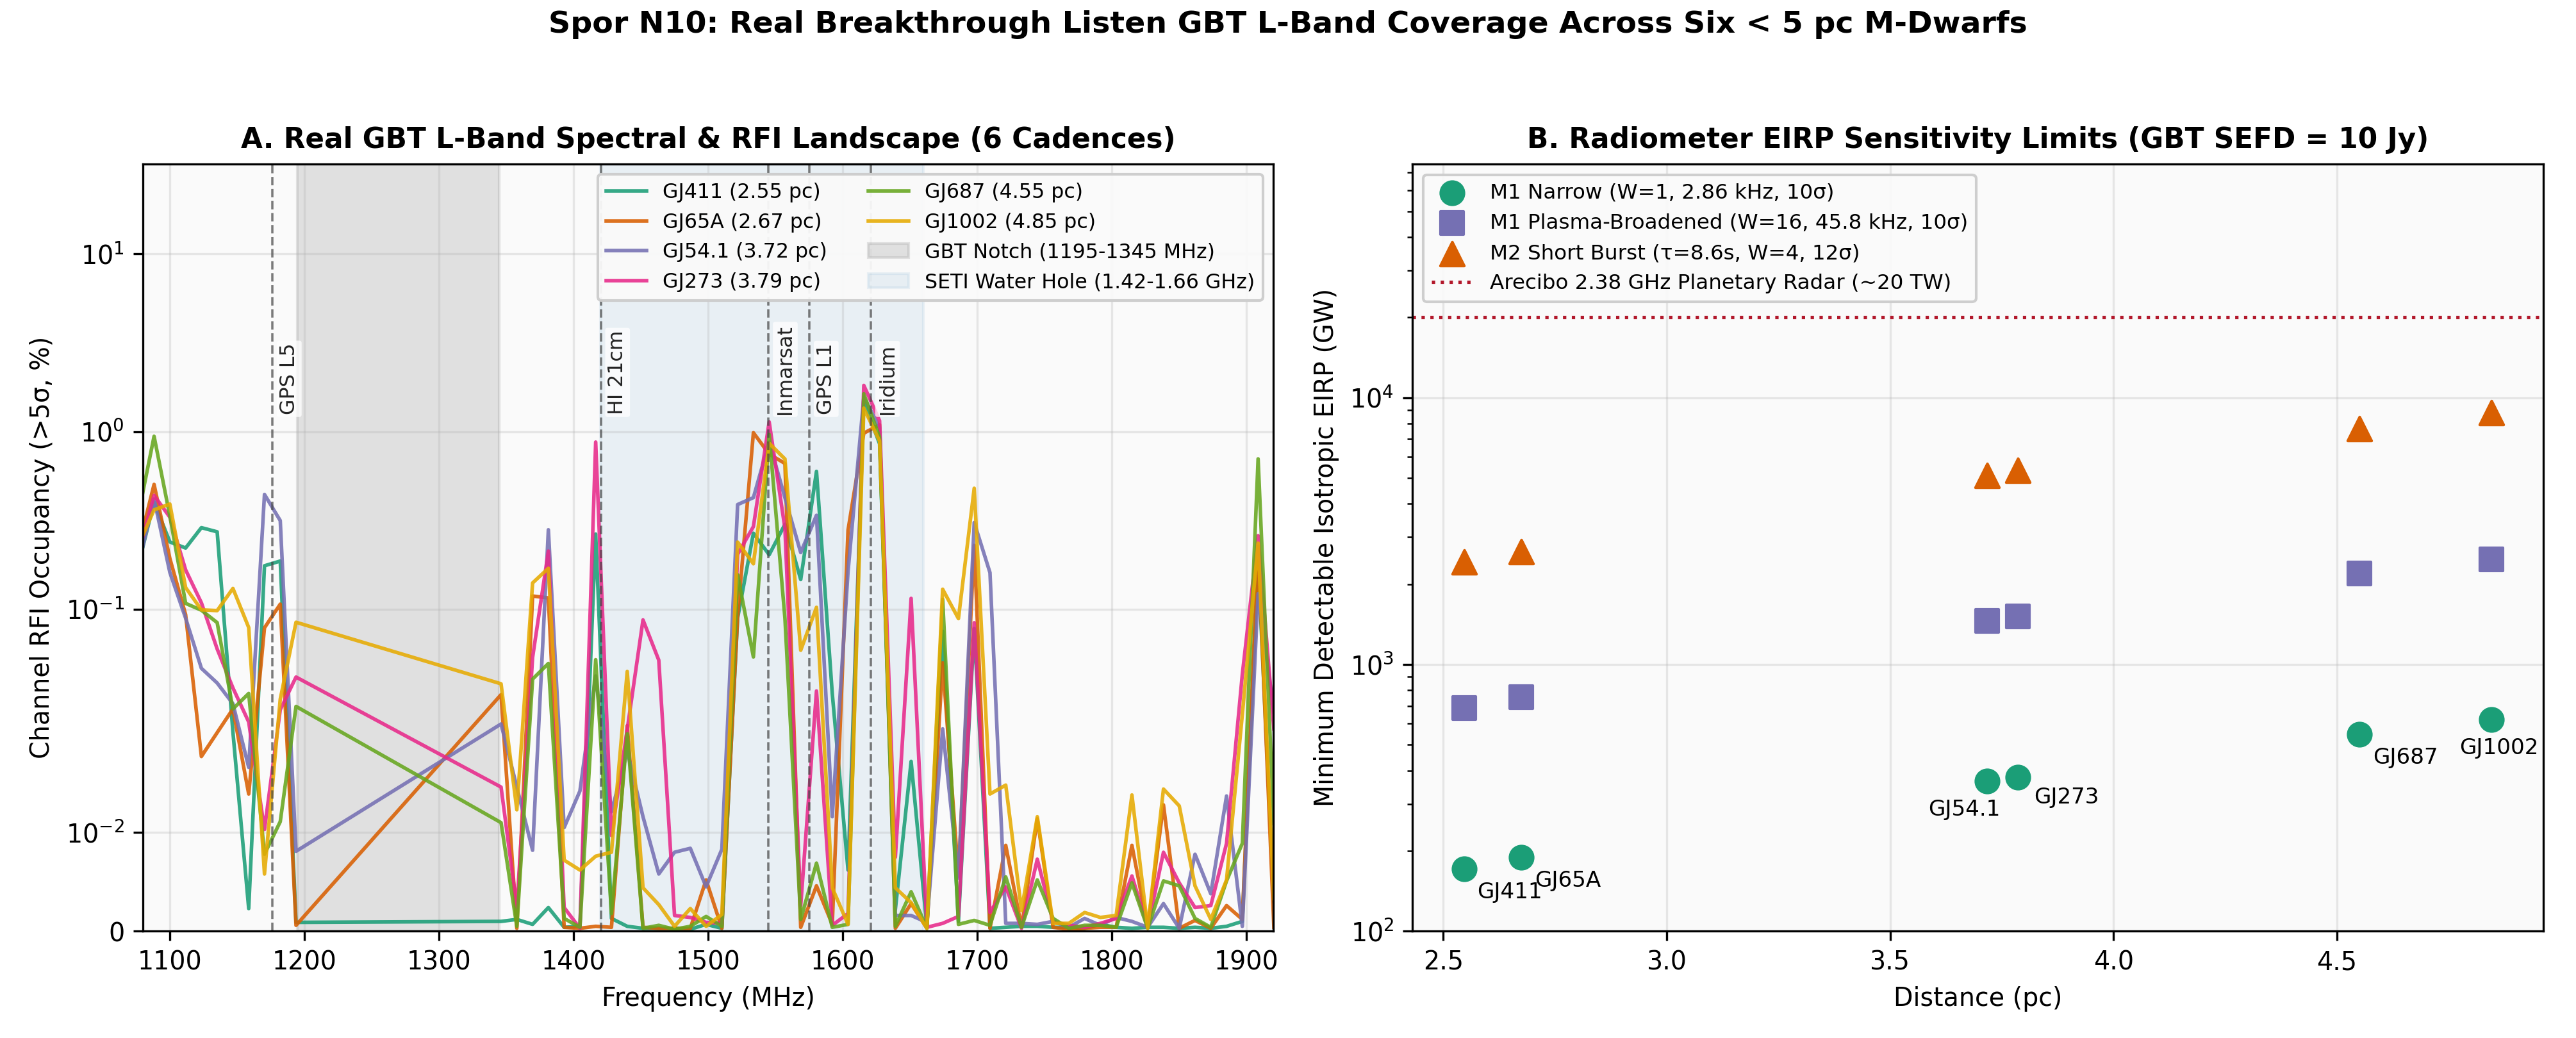 Spor N10: Real Breakthrough Listen GBT L-Band Coverage Across Six < 5 pc M-Dwarfs
A. Real GBT L-Band Spectral & RFI Landscape (6 Cadences)
GJ411 (2.55 pc)
GJ65A (2.67 pc)
GJ54.1 (3.72 pc)
GJ273 (3.79 pc)
GJ687 (4.55 pc)
GJ1002 (4.85 pc)
GBT Notch (1195-1345 MHz)
SETI Water Hole (1.42-1.66 GHz)
GPS L5
HI 21cm
Inmarsat
GPS L1
Iridium
Channel RFI Occupancy (>5σ, %)
10¹
10⁰
10⁻¹
10⁻²
0
1100 1200 1300 1400 1500 1600 1700 1800 1900
Frequency (MHz)
B. Radiometer EIRP Sensitivity Limits (GBT SEFD = 10 Jy)
M1 Narrow (W=1, 2.86 kHz, 10σ)
M1 Plasma-Broadened (W=16, 45.8 kHz, 10σ)
M2 Short Burst (τ=8.6s, W=4, 12σ)
Arecibo 2.38 GHz Planetary Radar (~20 TW)
Minimum Detectable Isotropic EIRP (GW)
10⁴
10³
10²
GJ411
GJ65A
GJ54.1
GJ273
GJ687
GJ1002
2.5 3.0 3.5 4.0 4.5
Distance (pc)